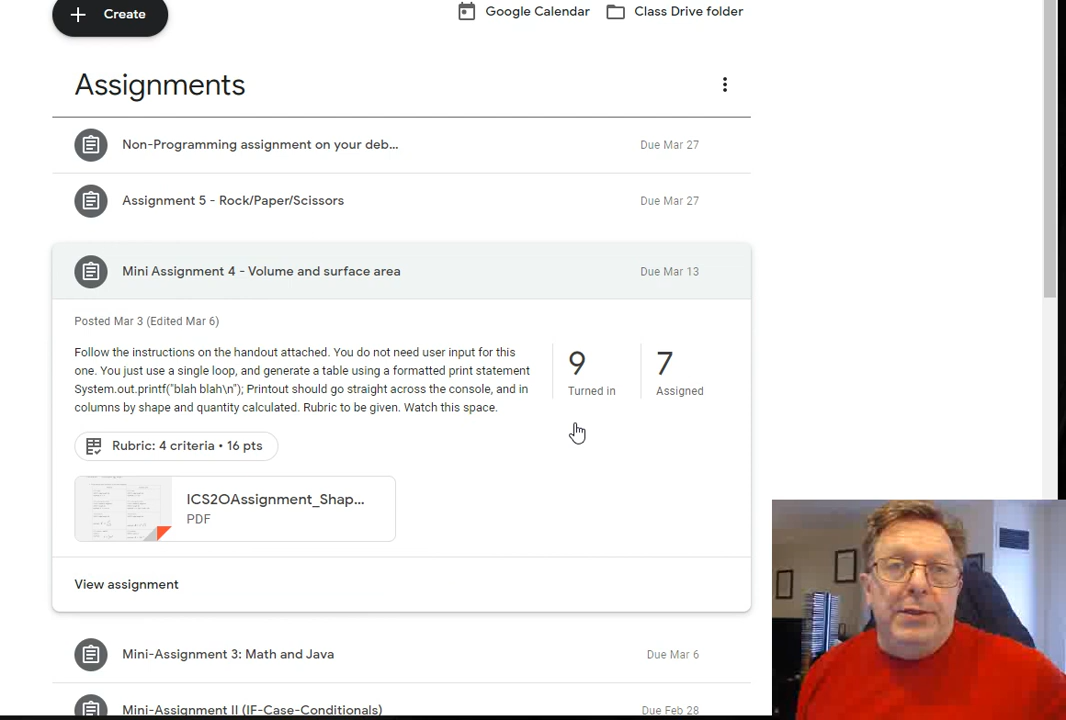 Create
Google Calendar
Class Drive folder
Assignments
Non-Programming assignment on your deb...
Due Mar 27
Assignment 5 - Rock/Paper/Scissors
Due Mar 27
Mini Assignment 4 - Volume and surface area
Due Mar 13
Posted Mar 3 (Edited Mar 6)
Follow the instructions on the handout attached. You do not need user input for this
one. You just use a single loop, and generate a table using a formatted print statement
System.out.printf("blah blah\n"); Printout should go straight across the console, and in
columns by shape and quantity calculated. Rubric to be given. Watch this space.
9
Turned in
7
Assigned
Rubric: 4 criteria • 16 pts
ICS2OAssignment_Shap...
PDF
View assignment
Mini-Assignment 3: Math and Java
Due Mar 6
Mini-Assignment II (IF-Case-Conditionals)
Due Feb 28